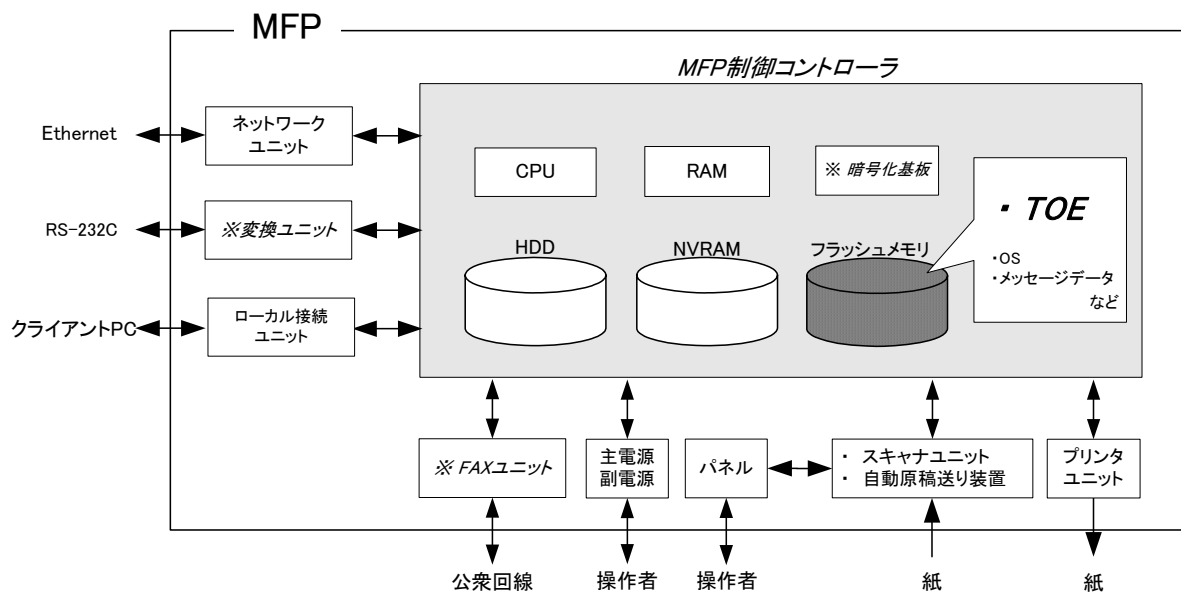 MFP
MFP制御コントローラ
Ethernet
ネットワーク
ユニット
CPU
RAM
※ 暗号化基板
・ TOE
・OS
・メッセージデータ
など
RS-232C
※変換ユニット
HDD
NVRAM
フラッシュメモリ
クライアントPC
ローカル接続
ユニット
※ FAXユニット
主電源
副電源
パネル
・ スキャナユニット
・ 自動原稿送り装置
プリンタ
ユニット
公衆回線
操作者
操作者
紙
紙